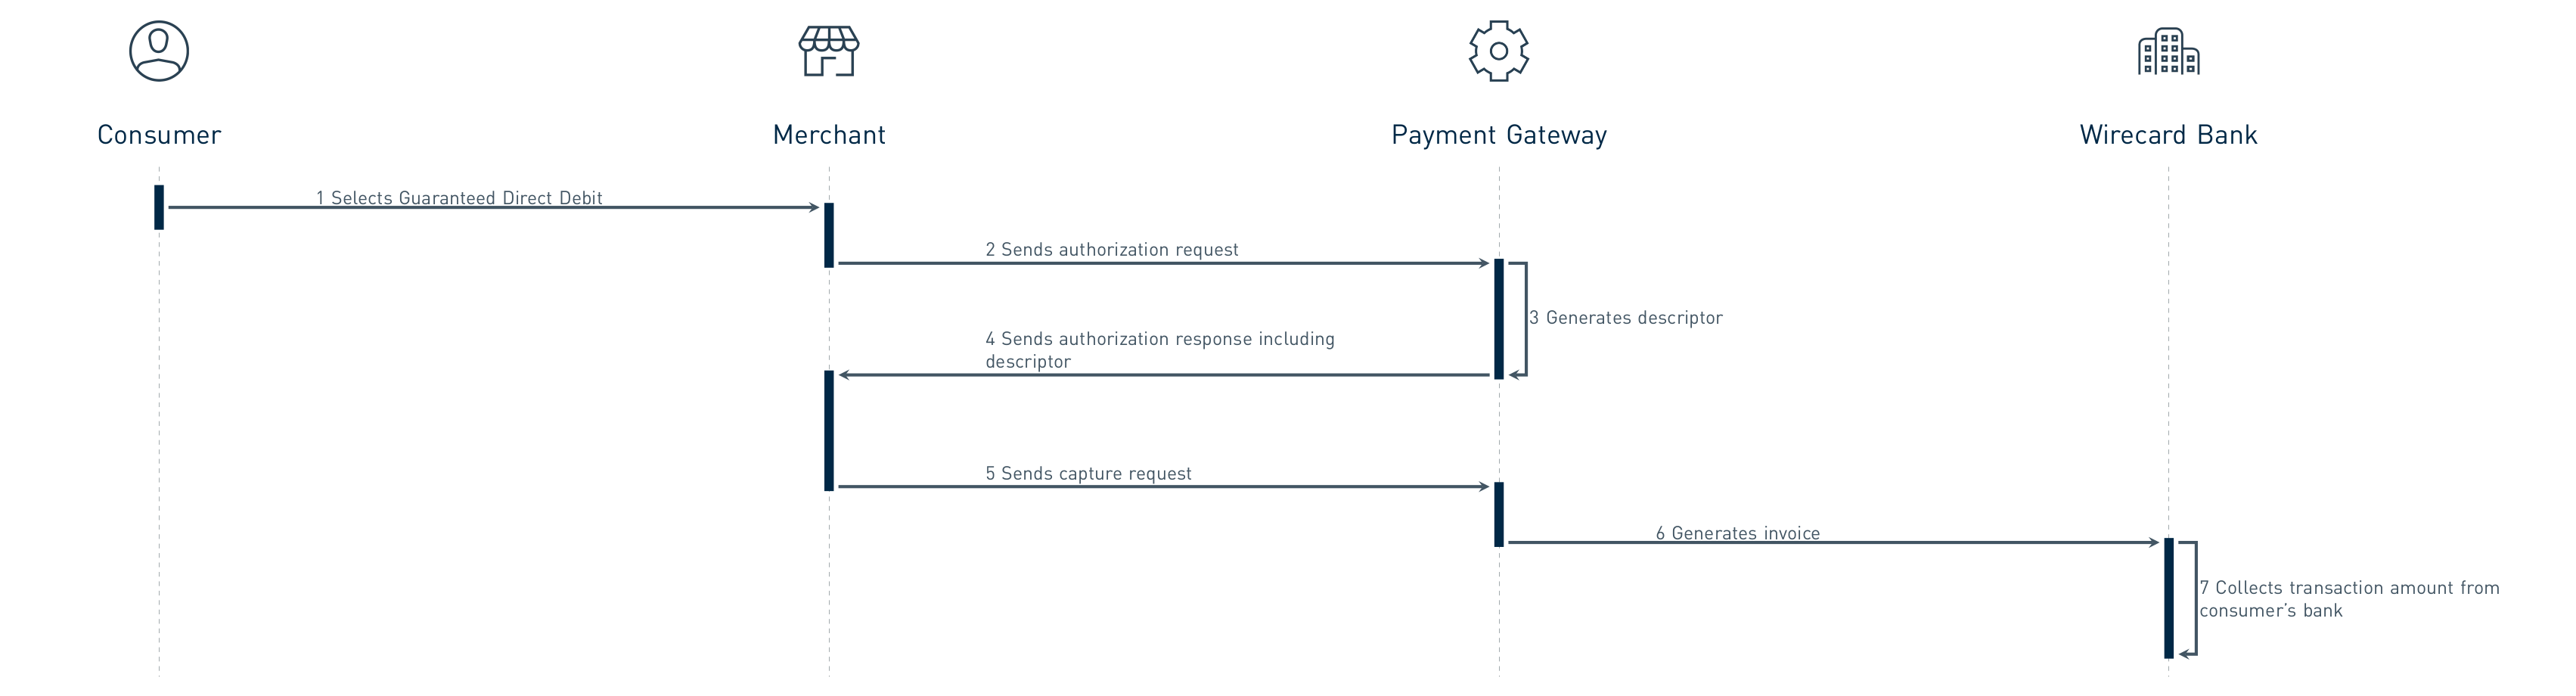 Consumer
Merchant
Payment Gateway
Wirecard Bank
1 Selects Guaranteed Direct Debit
2 Sends authorization request
3 Generates descriptor
4 Sends authorization response including
descriptor
5 Sends capture request
6 Generates invoice
7 Collects transaction amount from
consumer's bank